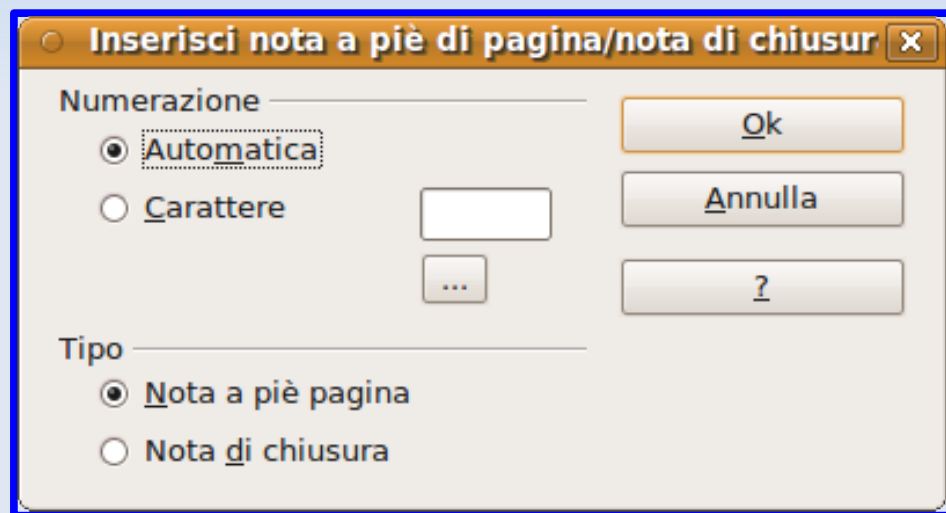 Inserisci nota a piè di pagina/nota di chiusur
Numerazione
Automatica
Carattere
...
Ok
Annulla
?
Tipo
Nota a piè pagina
Nota di chiusura